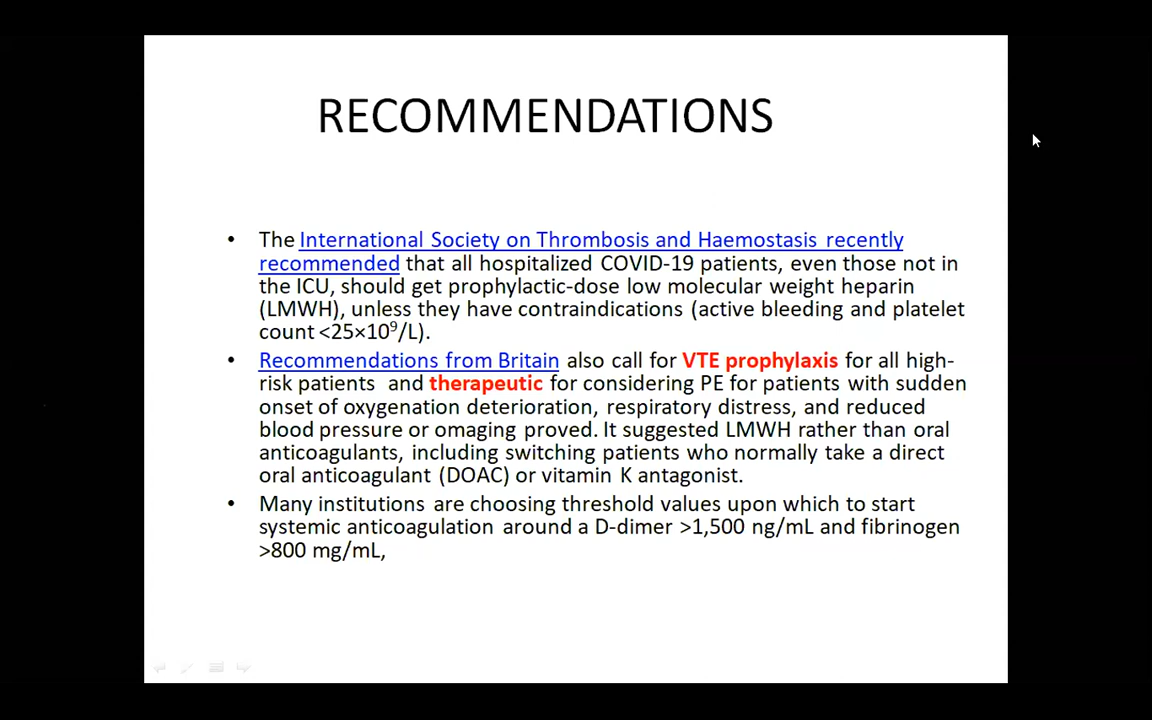 RECOMMENDATIONS
• The International Society on Thrombosis and Haemostasis recently
recommended that all hospitalized COVID-19 patients, even those not in
the ICU, should get prophylactic-dose low molecular weight heparin
(LMWH), unless they have contraindications (active bleeding and platelet
count <25×10⁹/L).
• Recommendations from Britain also call for VTE prophylaxis for all high-
risk patients and therapeutic for considering PE for patients with sudden
onset of oxygenation deterioration, respiratory distress, and reduced
blood pressure or omaging proved. It suggested LMWH rather than oral
anticoagulants, including switching patients who normally take a direct
oral anticoagulant (DOAC) or vitamin K antagonist.
• Many institutions are choosing threshold values upon which to start
systemic anticoagulation around a D-dimer >1,500 ng/mL and fibrinogen
>800 mg/mL,